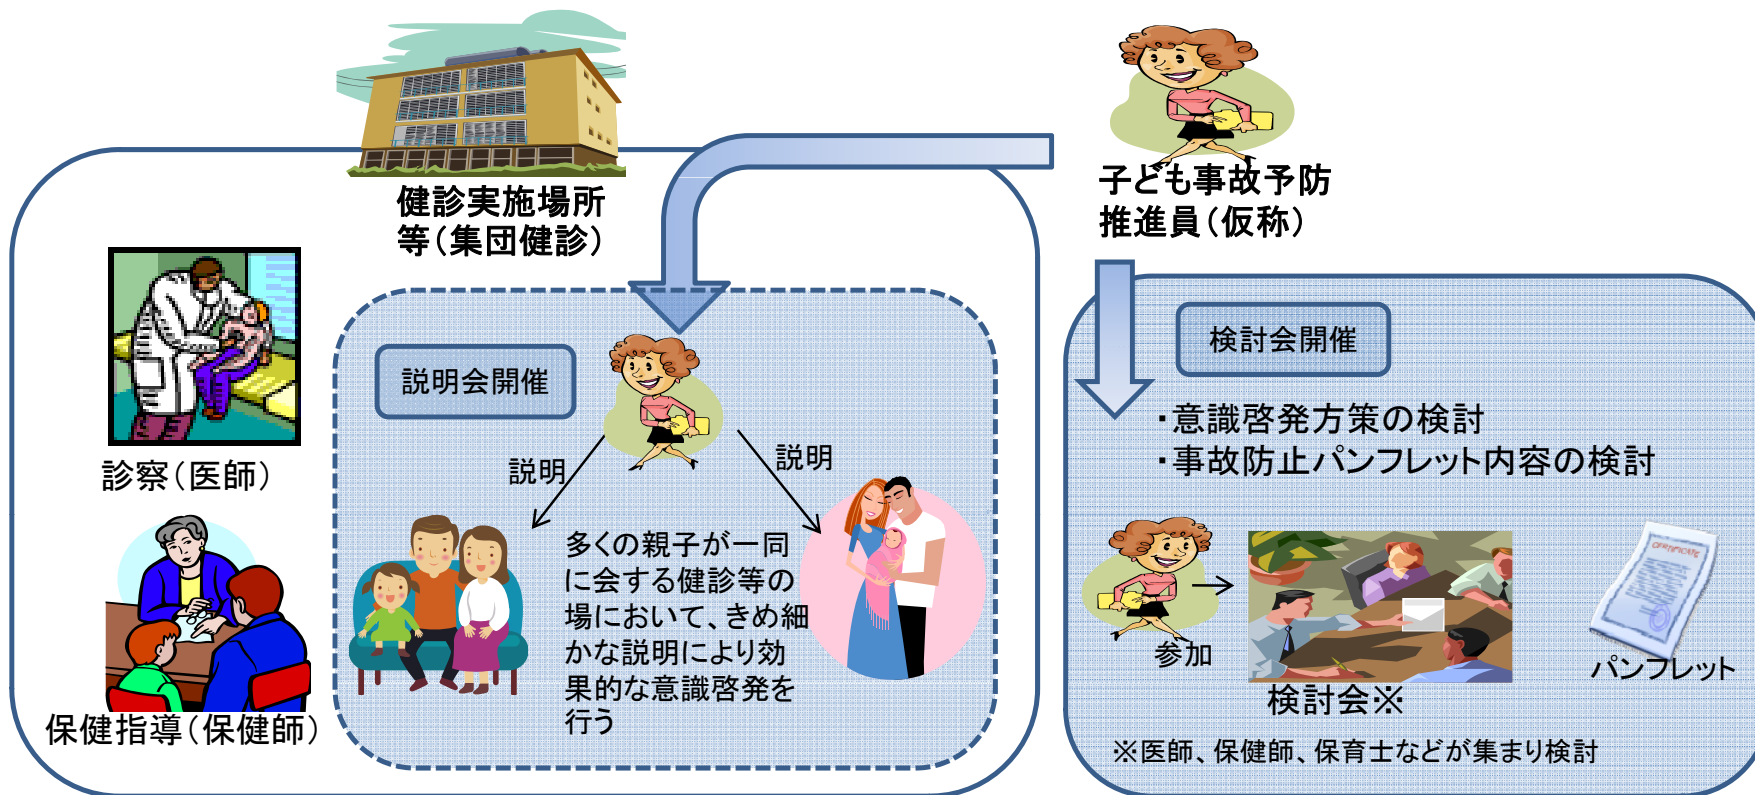 健診実施場所
等（集団健診）
子ども事故予防
推進員（仮称）
診察（医師）
保健指導（保健師）
説明会開催
説明
説明
多くの親子が一同
に会する健診等の
場において、きめ細
かな説明により効
果的な意識啓発を
行う
検討会開催
・意識啓発方策の検討
・事故防止パンフレット内容の検討
参加
検討会※
CERTIFICATE
パンフレット
※医師、保健師、保育士などが集まり検討